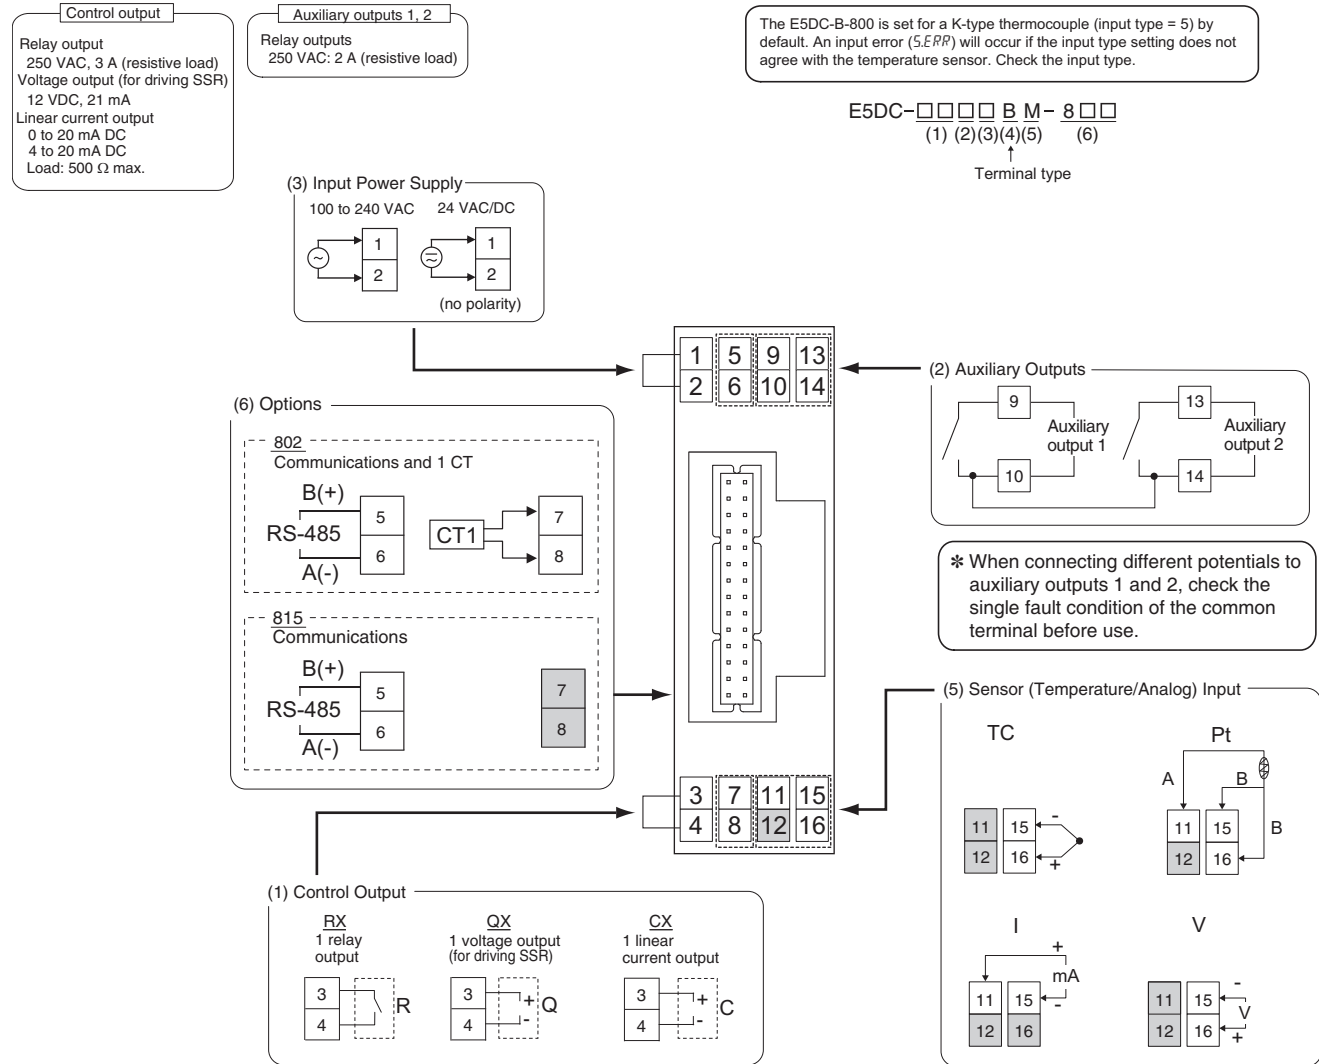 Control output
Relay output
250 VAC, 3 A (resistive load)
Voltage output (for driving SSR)
12 VDC, 21 mA
Linear current output
0 to 20 mA DC
4 to 20 mA DC
Load: 500 Ω max.
Auxiliary outputs 1, 2
Relay outputs
250 VAC: 2 A (resistive load)
The E5DC-B-800 is set for a K-type thermocouple (input type = 5) by
default. An input error (S.ERR) will occur if the input type setting does not
agree with the temperature sensor. Check the input type.
E5DC-□□□□ B M- 8□□
(1) (2)(3)(4)(5) (6)
Terminal type
(3) Input Power Supply
100 to 240 VAC 24 VAC/DC
1 1
2 2
(no polarity)
1 5 9 13
2 6 10 14
(2) Auxiliary Outputs
9 13
Auxiliary
output 1
Auxiliary
output 2
10 14
(6) Options
802
Communications and 1 CT
B(+)
5 7
RS-485 CT1
6 8
A(-)
815
Communications
B(+)
5 7
RS-485
6 8
A(-)
✻ When connecting different potentials to
auxiliary outputs 1 and 2, check the
single fault condition of the common
terminal before use.
3 7 11 15
4 8 12 16
(5) Sensor (Temperature/Analog) Input
TC
11 15 -
12 16 +
Pt
A B
11 15 B
12 16
I
+
mA
11 15 -
12 16
V
11 15 -
V
12 16 +
(1) Control Output
RX
1 relay
output
3
R
4
QX
1 voltage output
(for driving SSR)
3 +
Q
4 -
CX
1 linear
current output
3 +
C
4 -